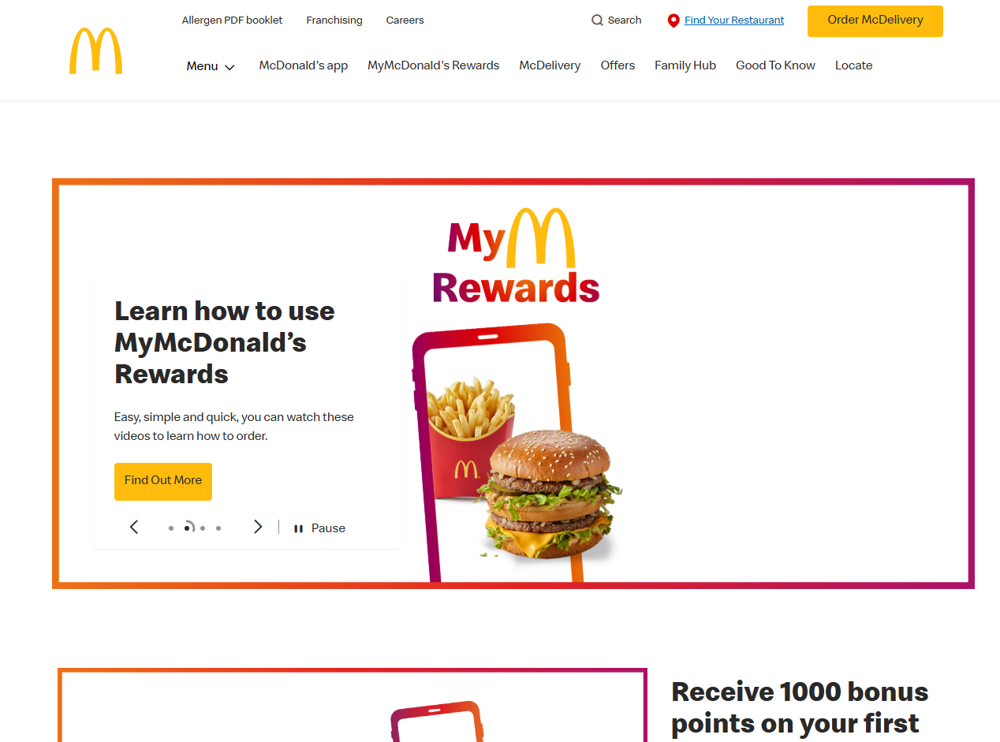 Allergen PDF booklet
Franchising
Careers
Search
Find Your Restaurant
Order McDelivery
Menu
McDonald's app
MyMcDonald's Rewards
McDelivery
Offers
Family Hub
Good To Know
Locate
My
Rewards
Learn how to use
MyMcDonald’s
Rewards
Easy, simple and quick, you can watch these
videos to learn how to order.
Find Out More
Pause
Receive 1000 bonus
points on your first